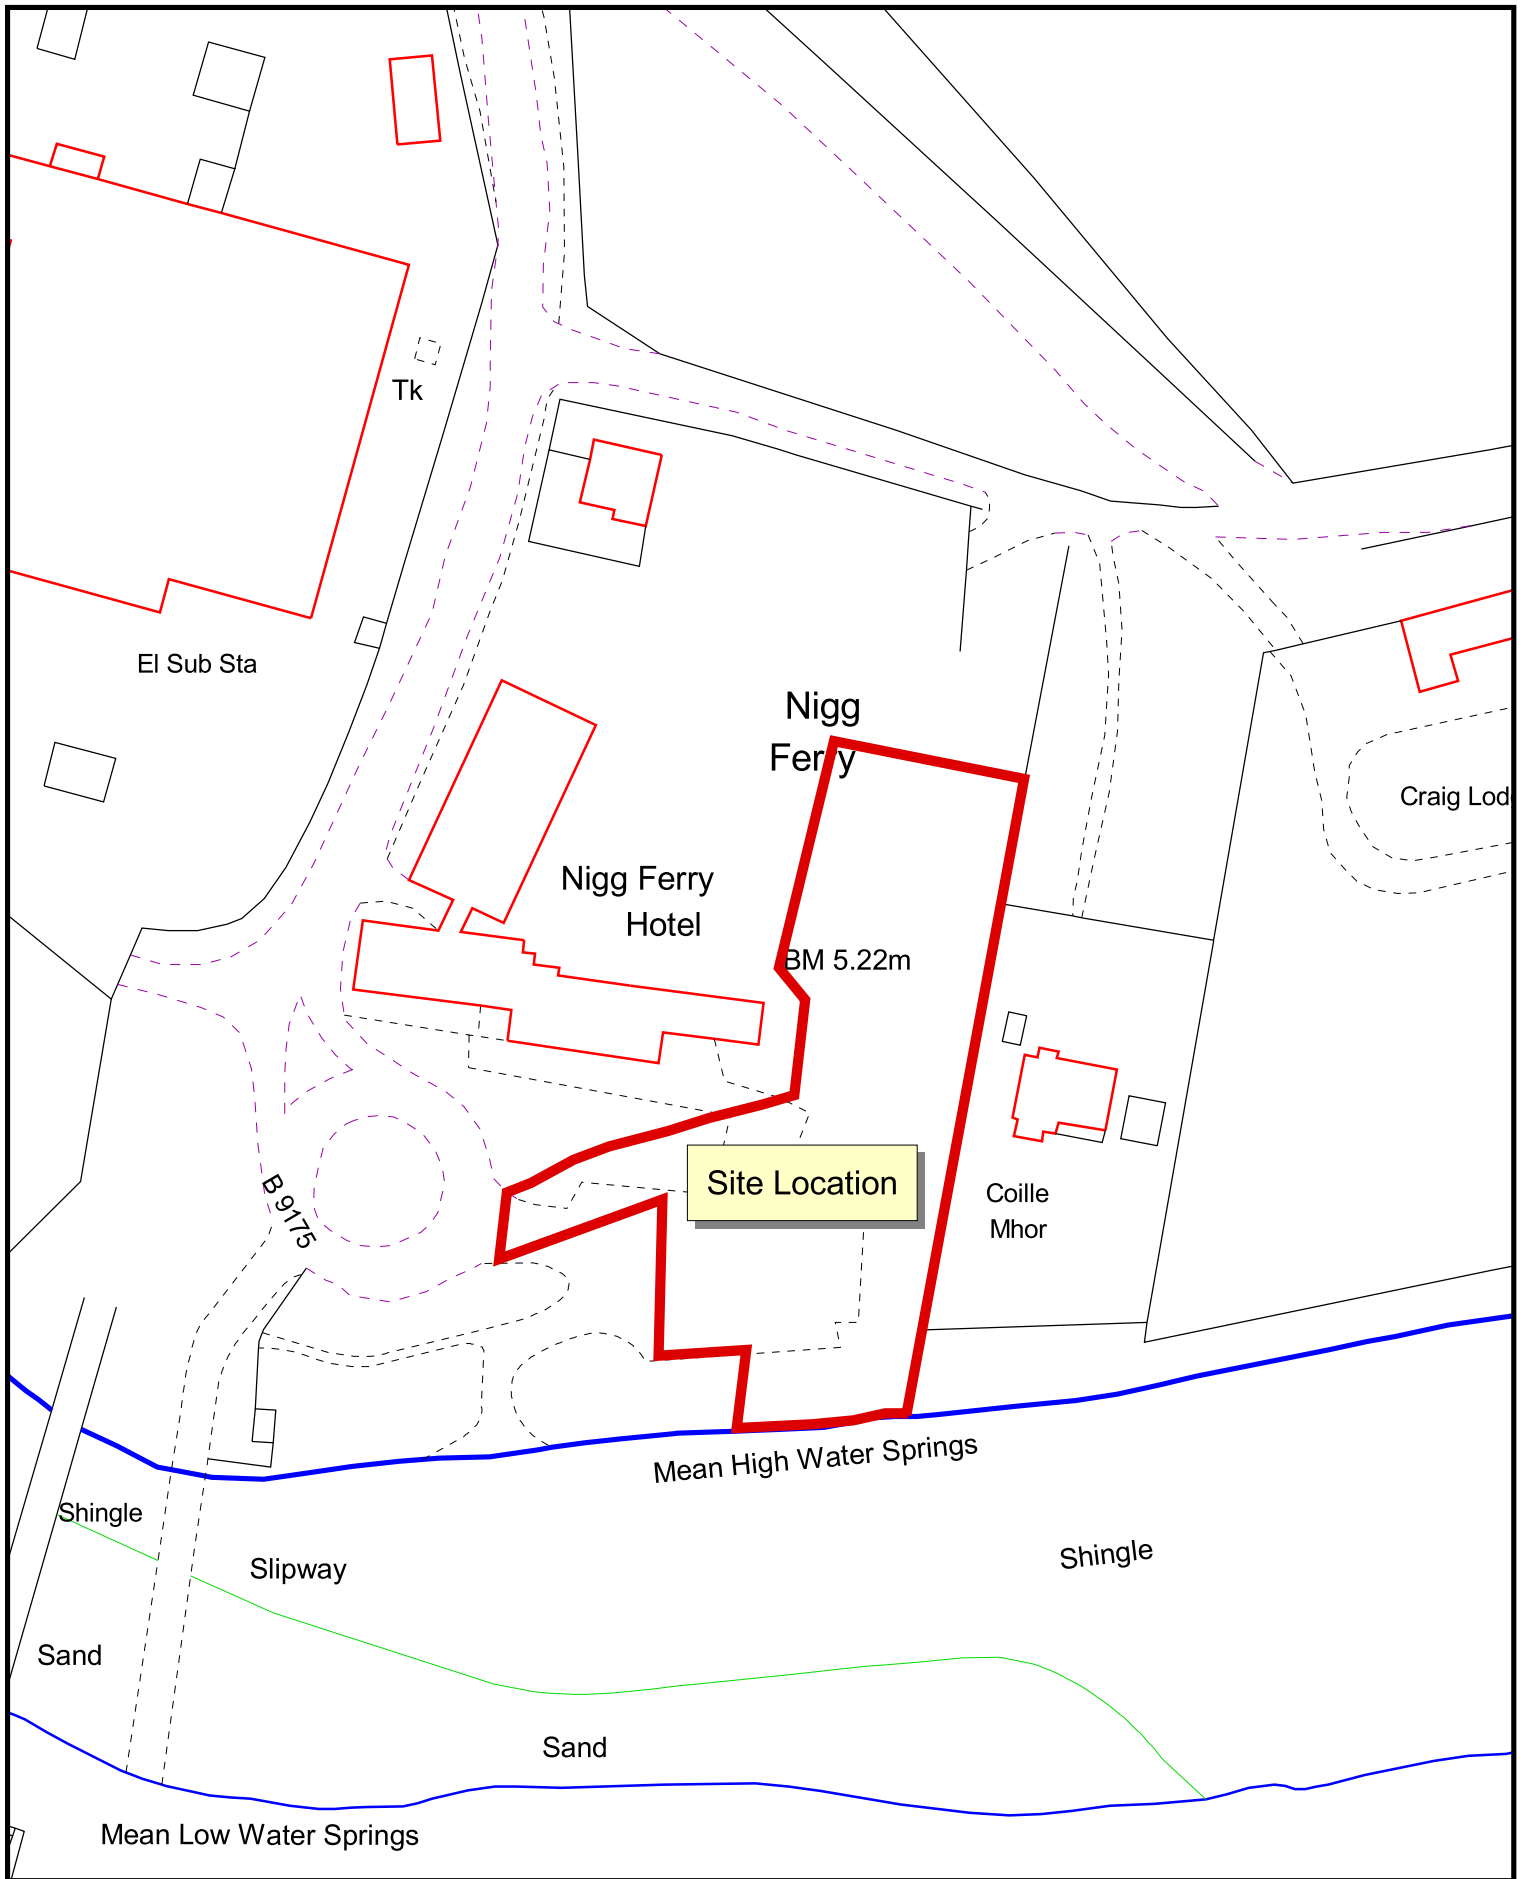 Tk
El Sub Sta
Nigg
Ferry
Craig Lod
Nigg Ferry
Hotel
BM 5.22m
Site Location
Coille
Mhor
B 9175
Mean High Water Springs
Shingle
Shingle
Slipway
Sand
Sand
Mean Low Water Springs